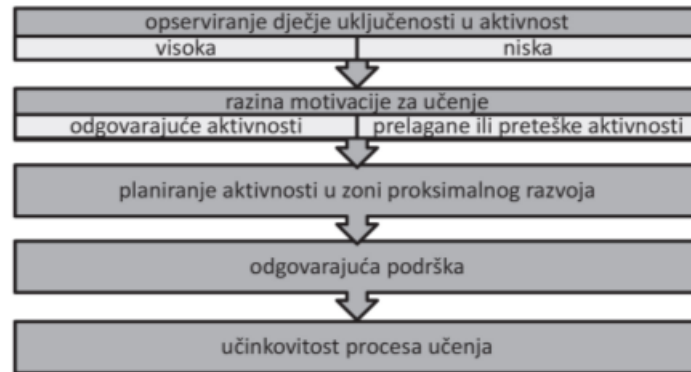 opserviranje dječje uključenosti u aktivnost
visoka niska
razina motivacije za učenje
odgovarajuće aktivnosti prelagane ili preteške aktivnosti
planiranje aktivnosti u zoni proksimalnog razvoja
odgovarajuća podrška
učinkovitost procesa učenja